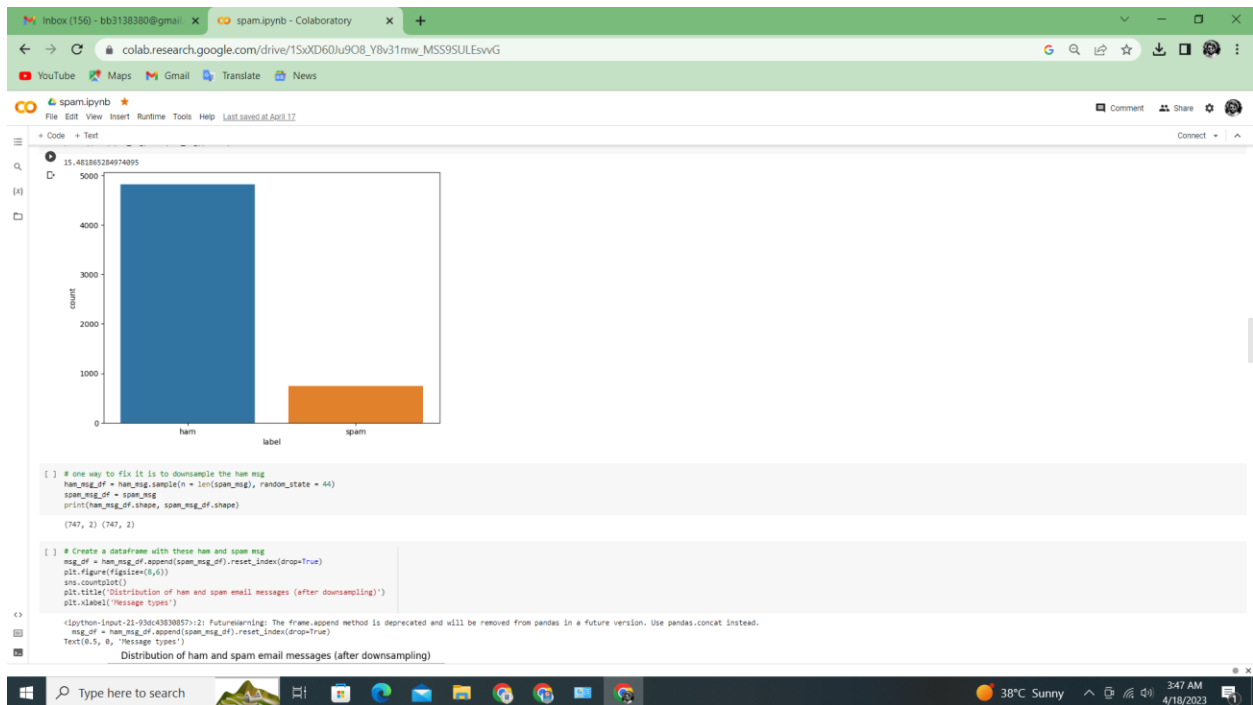 Inbox (156) - bb3138380@gmail.
spam.ipynb - Colaboratory
colab.research.google.com/drive/1SxXD60Ju9O8_Y8v31mw_MSS9SULEsvvG
YouTube Maps Gmail Translate News
spam.ipynb
File Edit View Insert Runtime Tools Help Last saved at April 17
Comment Share
+ Code + Text
Connect
15.481865284974095
5000
4000
3000
2000
1000
0
count
ham spam
label
[ ] # one way to fix it is to downsample the ham msg
ham_msg_df = ham_msg.sample(n = len(spam_msg), random_state = 44)
spam_msg_df = spam_msg
print(ham_msg_df.shape, spam_msg_df.shape)
(747, 2) (747, 2)
[ ] # Create a dataframe with these ham and spam msg
msg_df = ham_msg_df.append(spam_msg_df).reset_index(drop=True)
plt.figure(figsize=(8,6))
sns.countplot()
plt.title('Distribution of ham and spam email messages (after downsampling)')
plt.xlabel('Message types')
<ipython-input-21-93dc43830857>:2: FutureWarning: The frame.append method is deprecated and will be removed from pandas in a future version. Use pandas.concat instead.
msg_df = ham_msg_df.append(spam_msg_df).reset_index(drop=True)
Text(0.5, 0, 'Message types')
Distribution of ham and spam email messages (after downsampling)
Type here to search
38°C Sunny
3:47 AM
4/18/2023